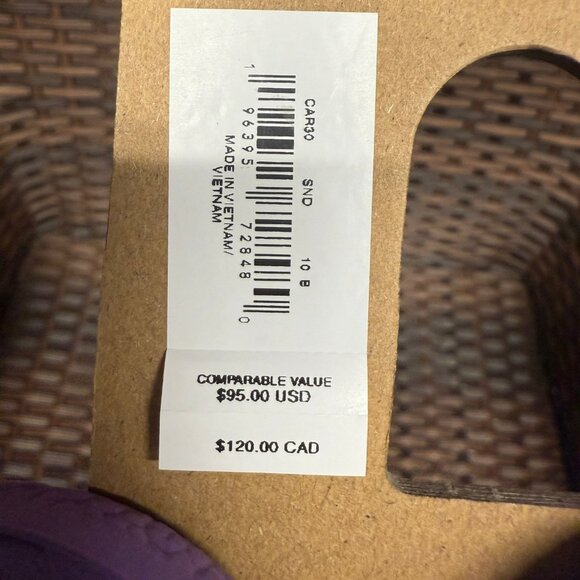 CAR30 SND 10 B
1 96395 72848 0
MADE IN VIETNAM/
VIETNAM
COMPARABLE VALUE
$95.00 USD
$120.00 CAD